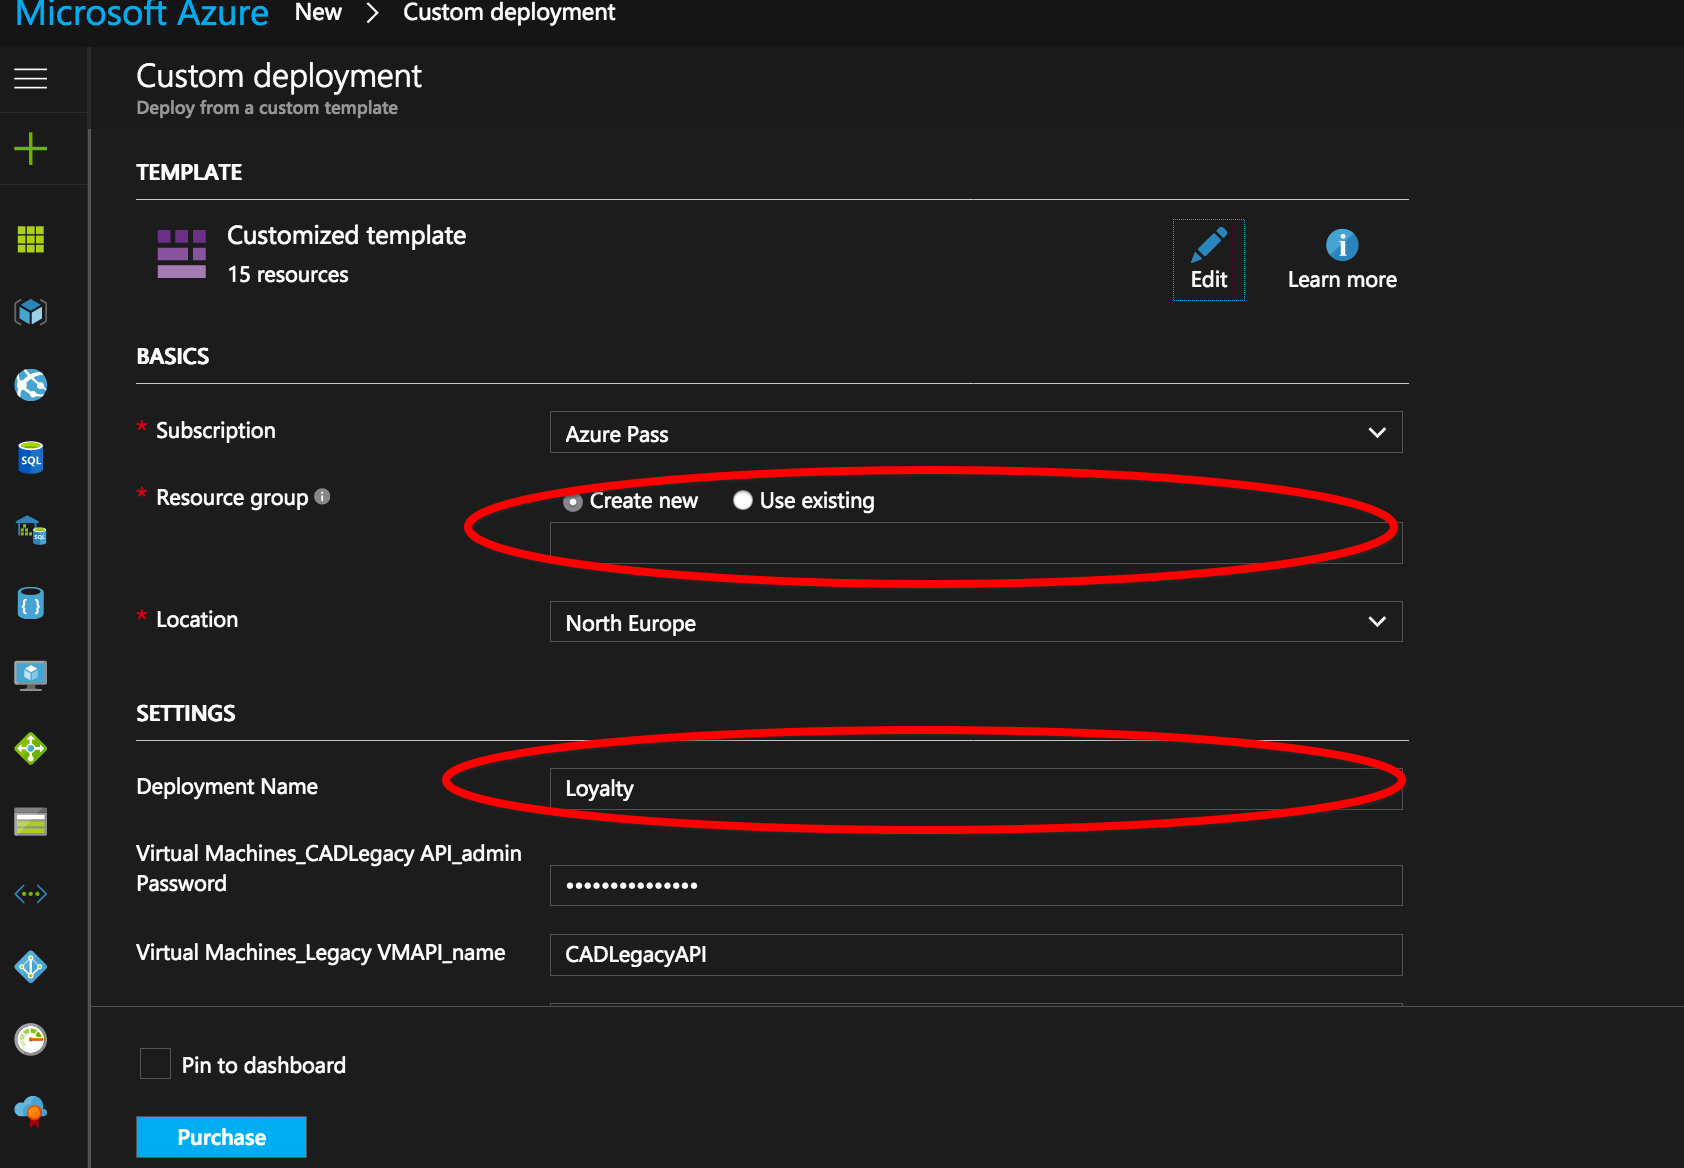 Microsoft Azure New > Custom deployment
Custom deployment
Deploy from a custom template
TEMPLATE
Customized template
15 resources
Edit
Learn more
BASICS
* Subscription
Azure Pass
* Resource group
Create new
Use existing
* Location
North Europe
SETTINGS
Deployment Name
Loyalty
Virtual Machines_CADLegacy API_admin
Password
•••••••••••••••
Virtual Machines_Legacy VMAPI_name
CADLegacyAPI
Pin to dashboard
Purchase
SQL
SQL